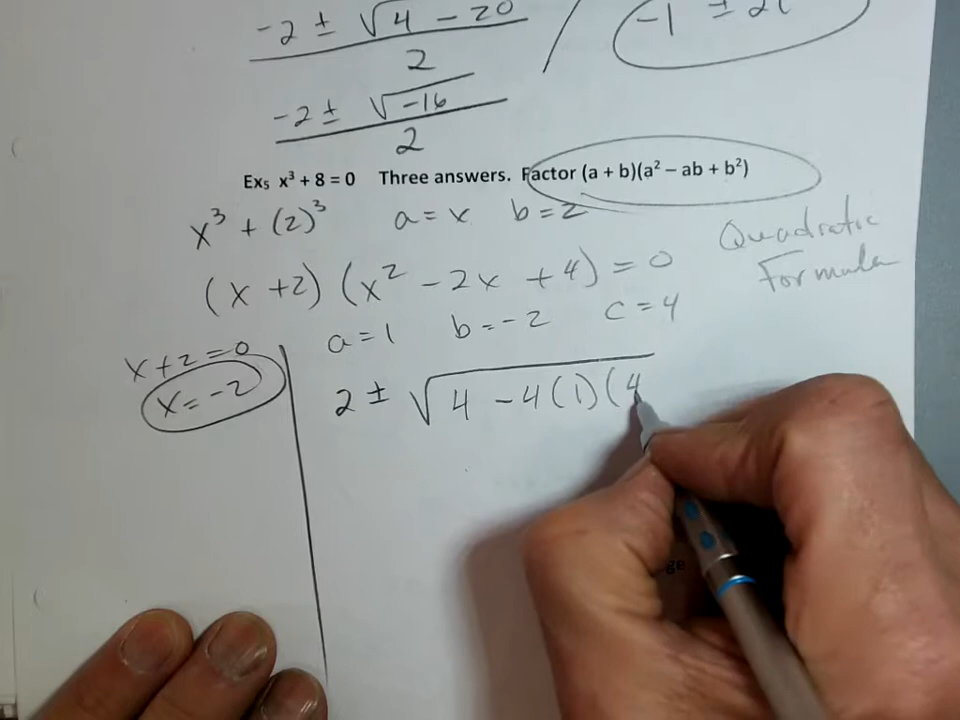 -2 ± √4 - 20
2
-1 ± 2i
-2 ± √-16
2
Ex₅ x³ + 8 = 0 Three answers. Factor (a + b)(a² – ab + b²)
x³ + (2)³ a = x b = 2
Quadratic
Formula
(x + 2) (x² - 2x + 4) = 0
a = 1 b = -2 c = 4
x + 2 = 0
x = -2
2 ± √4 - 4(1)(4